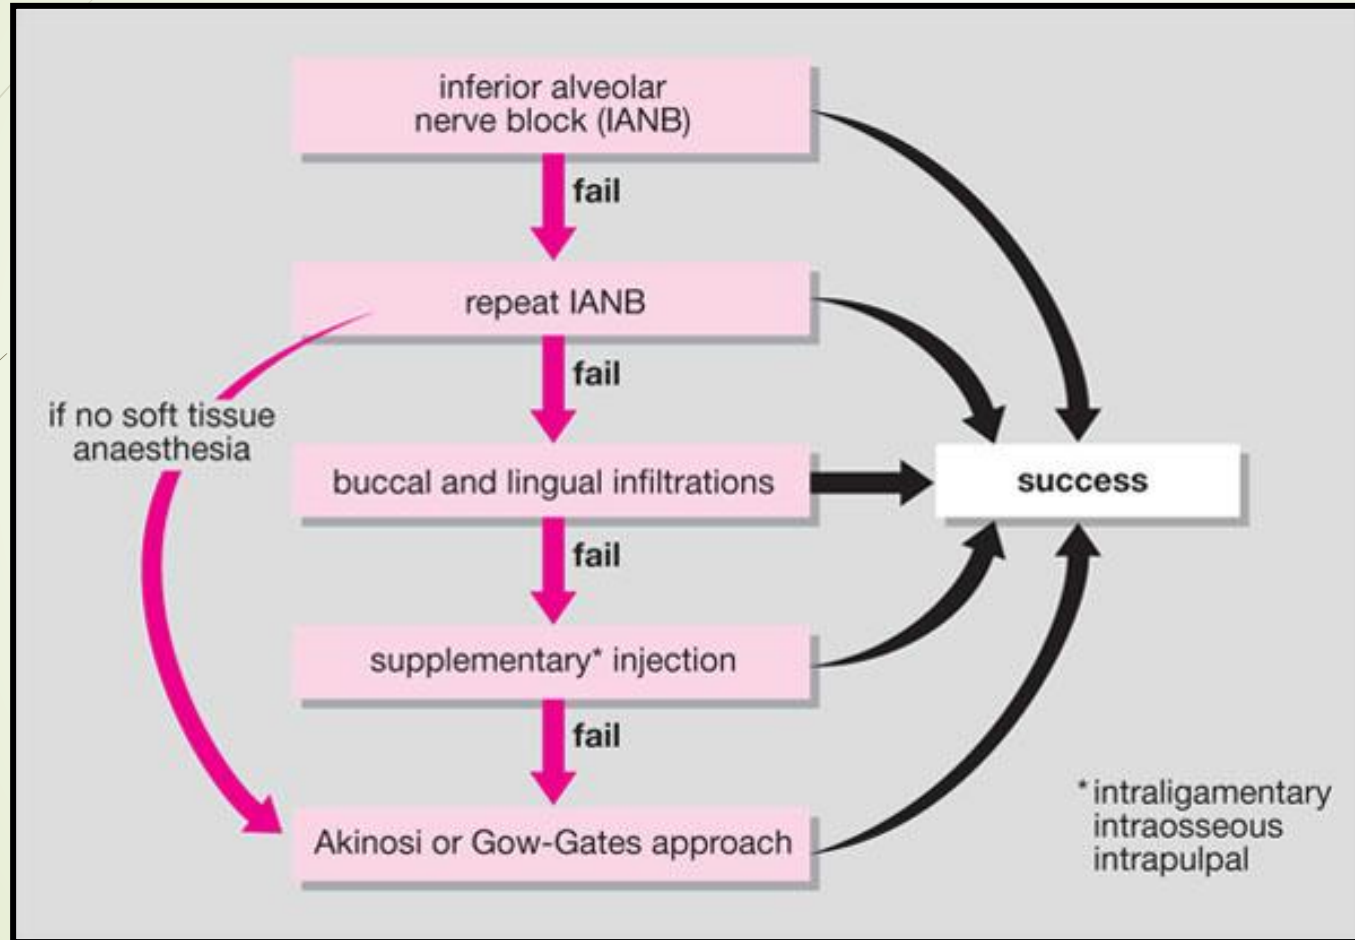 inferior alveolar
nerve block (IANB)
fail
repeat IANB
fail
if no soft tissue
anaesthesia
buccal and lingual infiltrations
success
fail
supplementary* injection
fail
Akinosi or Gow-Gates approach
*intraligamentary
intraosseous
intrapulpal